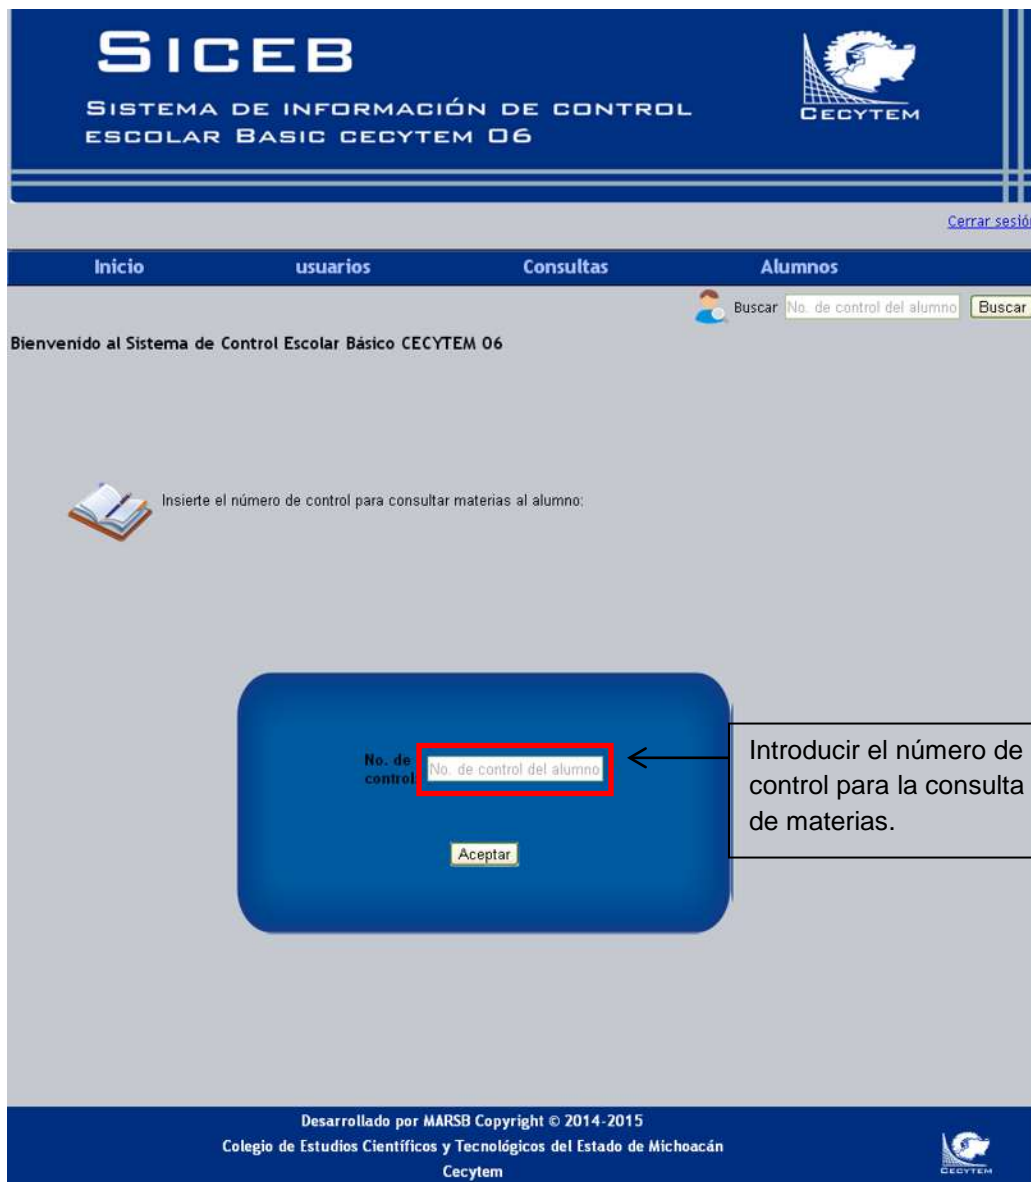 SICEB
SISTEMA DE INFORMACIÓN DE CONTROL
ESCOLAR BASIC CECYTEM 06
CECYTEM
Cerrar sesió
Inicio usuarios Consultas Alumnos
Buscar No. de control del alumno Buscar
Bienvenido al Sistema de Control Escolar Básico CECYTEM 06
Insierte el número de control para consultar materias al alumno:
No. de
control:
No. de control del alumno
Introducir el número de
control para la consulta
de materias.
Aceptar
Desarrollado por MARSB Copyright © 2014-2015
Colegio de Estudios Científicos y Tecnológicos del Estado de Michoacán
Cecytem
CECYTEM